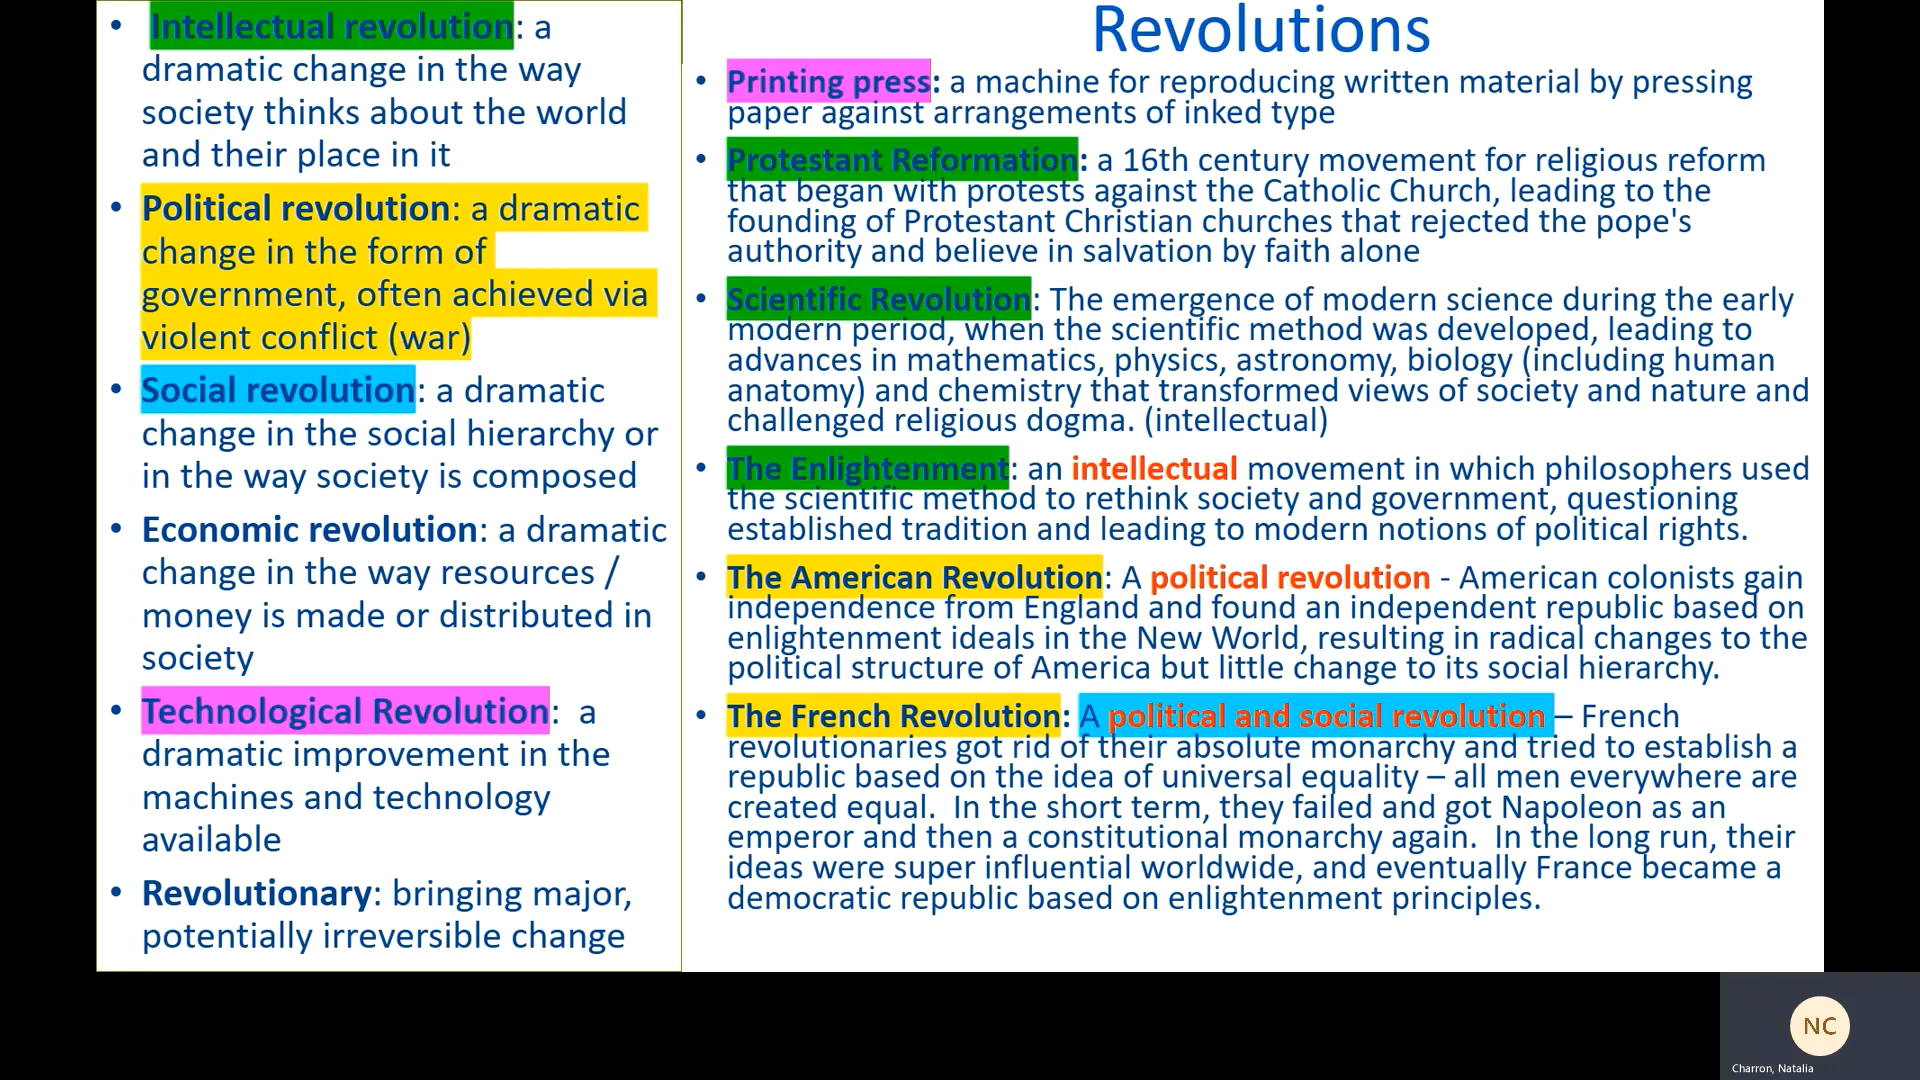 • Intellectual revolution: a
dramatic change in the way
society thinks about the world
and their place in it
• Political revolution: a dramatic
change in the form of
government, often achieved via
violent conflict (war)
• Social revolution: a dramatic
change in the social hierarchy or
in the way society is composed
• Economic revolution: a dramatic
change in the way resources /
money is made or distributed in
society
• Technological Revolution: a
dramatic improvement in the
machines and technology
available
• Revolutionary: bringing major,
potentially irreversible change
Revolutions
• Printing press: a machine for reproducing written material by pressing
paper against arrangements of inked type
• Protestant Reformation: a 16th century movement for religious reform
that began with protests against the Catholic Church, leading to the
founding of Protestant Christian churches that rejected the pope's
authority and believe in salvation by faith alone
• Scientific Revolution: The emergence of modern science during the early
modern period, when the scientific method was developed, leading to
advances in mathematics, physics, astronomy, biology (including human
anatomy) and chemistry that transformed views of society and nature and
challenged religious dogma. (intellectual)
• The Enlightenment: an intellectual movement in which philosophers used
the scientific method to rethink society and government, questioning
established tradition and leading to modern notions of political rights.
• The American Revolution: A political revolution - American colonists gain
independence from England and found an independent republic based on
enlightenment ideals in the New World, resulting in radical changes to the
political structure of America but little change to its social hierarchy.
• The French Revolution: A political and social revolution – French
revolutionaries got rid of their absolute monarchy and tried to establish a
republic based on the idea of universal equality – all men everywhere are
created equal. In the short term, they failed and got Napoleon as an
emperor and then a constitutional monarchy again. In the long run, their
ideas were super influential worldwide, and eventually France became a
democratic republic based on enlightenment principles.
NC
Charron, Natalia